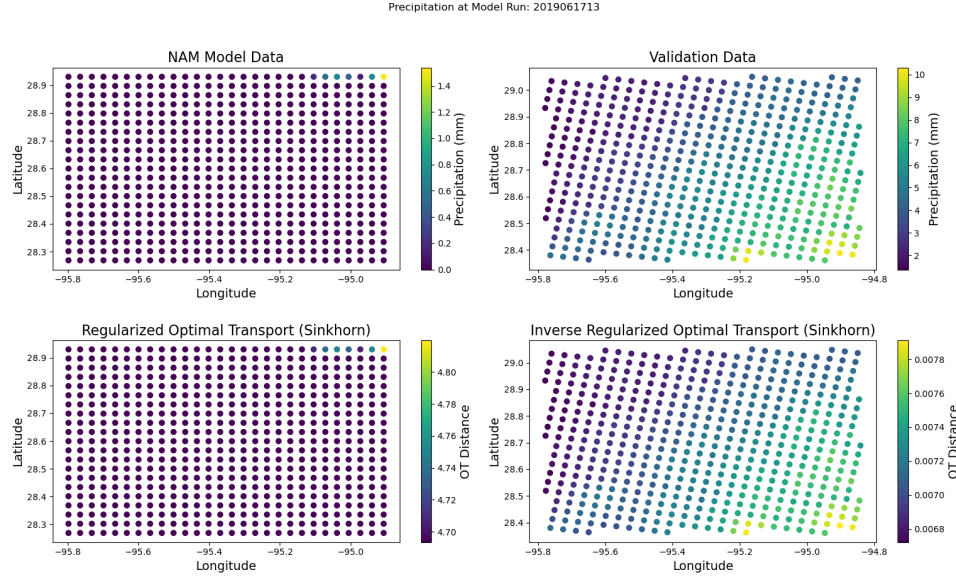 Precipitation at Model Run: 2019061713
NAM Model Data
Latitude
28.9
28.8
28.7
28.6
28.5
28.4
28.3
−95.8 −95.6 −95.4 −95.2 −95.0
Longitude
1.4
1.2
1.0
0.8
0.6
0.4
0.2
0.0
Precipitation (mm)
Validation Data
Latitude
29.0
28.9
28.8
28.7
28.6
28.5
28.4
−95.8 −95.6 −95.4 −95.2 −95.0 −94.8
Longitude
10
9
8
7
6
5
4
3
2
Precipitation (mm)
Regularized Optimal Transport (Sinkhorn)
Latitude
28.9
28.8
28.7
28.6
28.5
28.4
28.3
−95.8 −95.6 −95.4 −95.2 −95.0
Longitude
4.80
4.78
4.76
4.74
4.72
4.70
OT Distance
Inverse Regularized Optimal Transport (Sinkhorn)
Latitude
29.0
28.9
28.8
28.7
28.6
28.5
28.4
−95.8 −95.6 −95.4 −95.2 −95.0 −94.8
Longitude
0.0078
0.0076
0.0074
0.0072
0.0070
0.0068
OT Distance